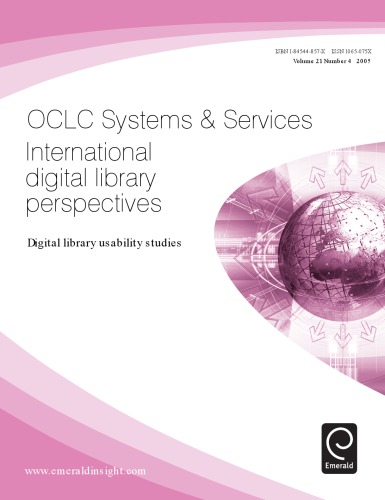 ISBN 1-84544-857-X ISSN 1065-075X
Volume 21 Number 4 2005
OCLC Systems & Services
International
digital library
perspectives
Digital library usability studies
Emerald
www.emeraldinsight.com